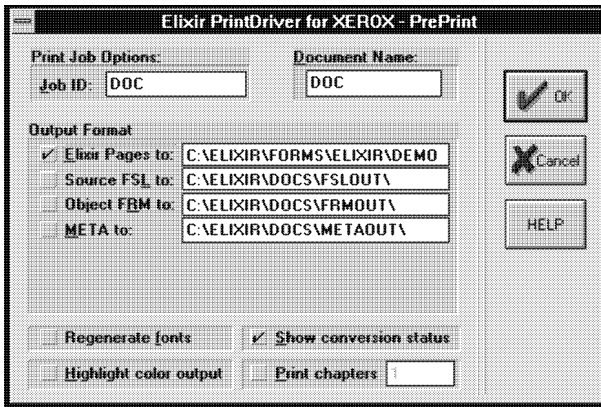 Elixir PrintDriver for XEROX - PrePrint
Print Job Options:
Job ID: DOC
Document Name:
DOC
OK
Cancel
HELP
Output Format
Elixir Pages to: C:\ELIXIR\FORMS\ELIXIR\DEMO
Source FSL to: C:\ELIXIR\DOCS\FSLOUT\
Object FRM to: C:\ELIXIR\DOCS\FRMOUT\
META to: C:\ELIXIR\DOCS\METAOUT\
Regenerate fonts
Show conversion status
Highlight color output
Print chapters 1